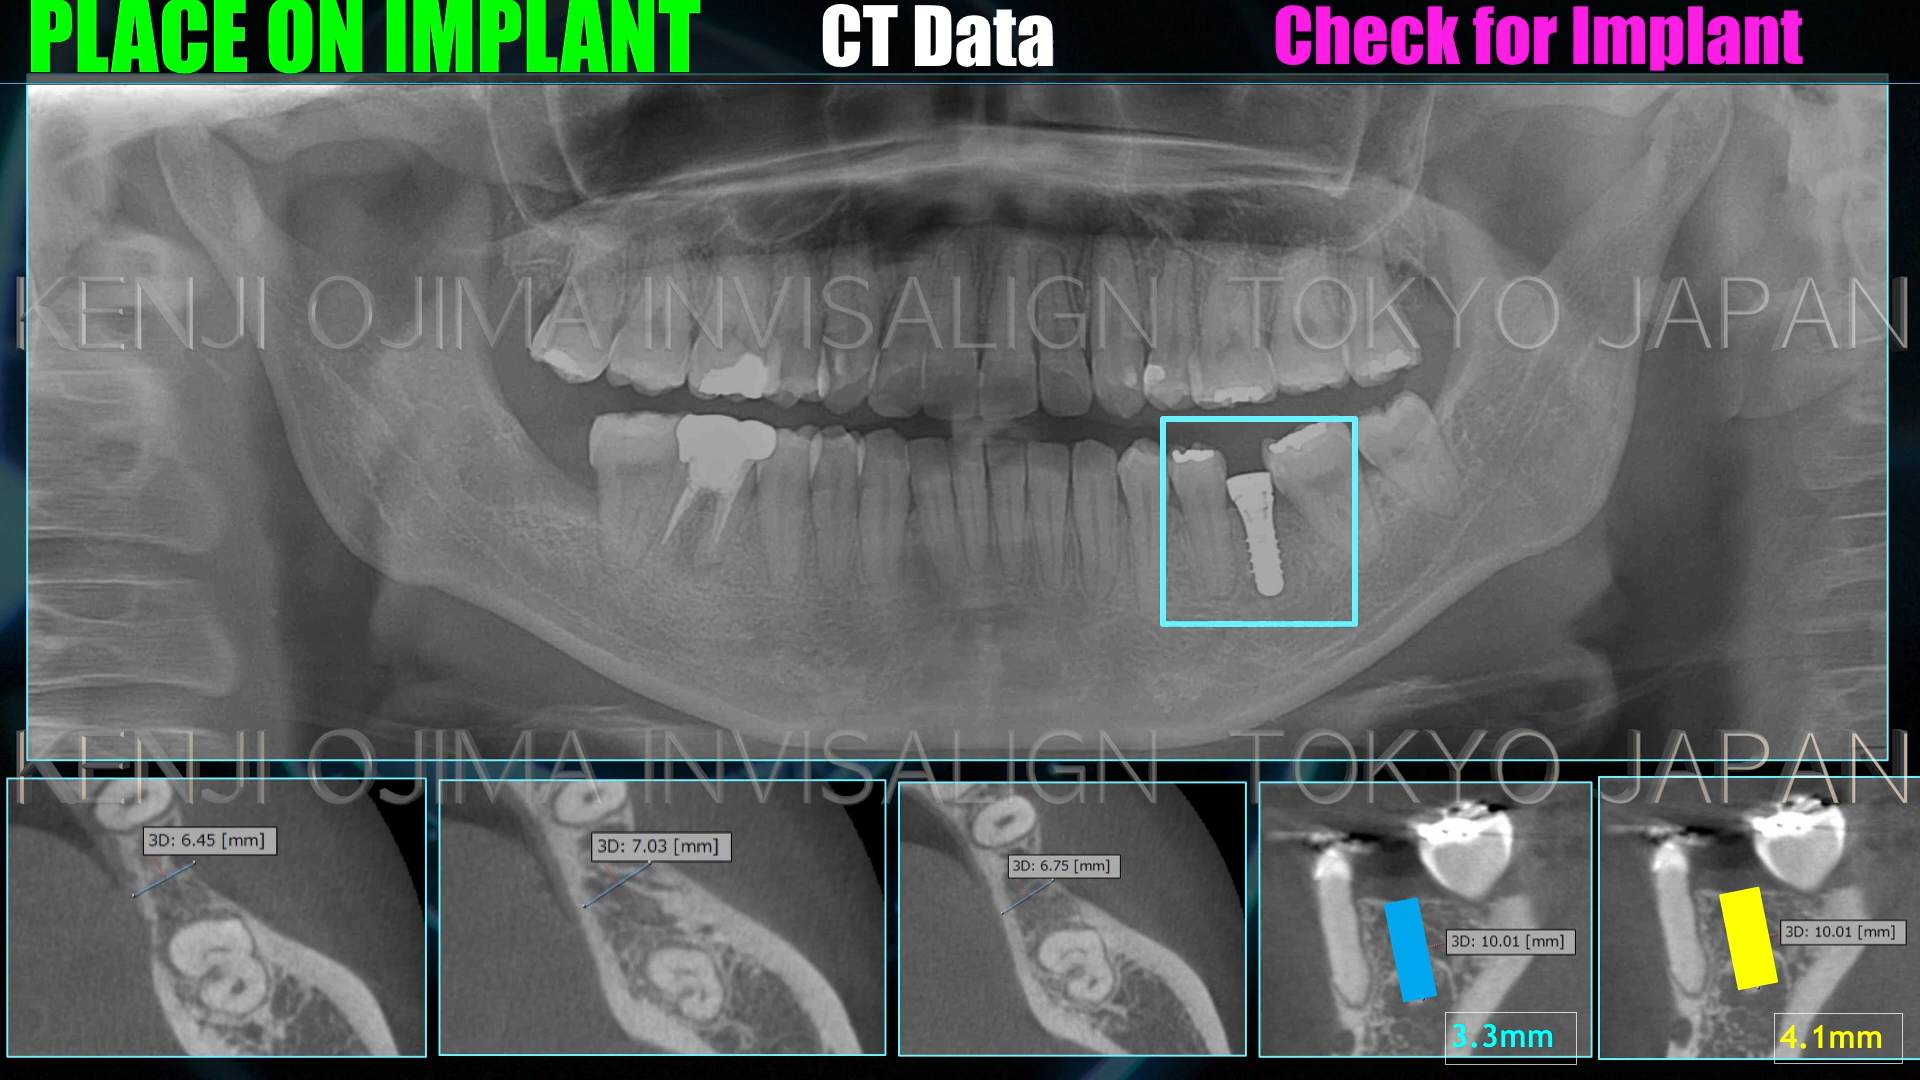 PLACE ON IMPLANT
CT Data
Check for Implant
KENJI OJIMA INVISALIGN TOKYO JAPAN
KENJI OJIMA INVISALIGN TOKYO JAPAN
3D: 6.45 [mm]
3D: 7.03 [mm]
3D: 6.75 [mm]
3D: 10.01 [mm]
3D: 10.01 [mm]
3.3mm
4.1mm